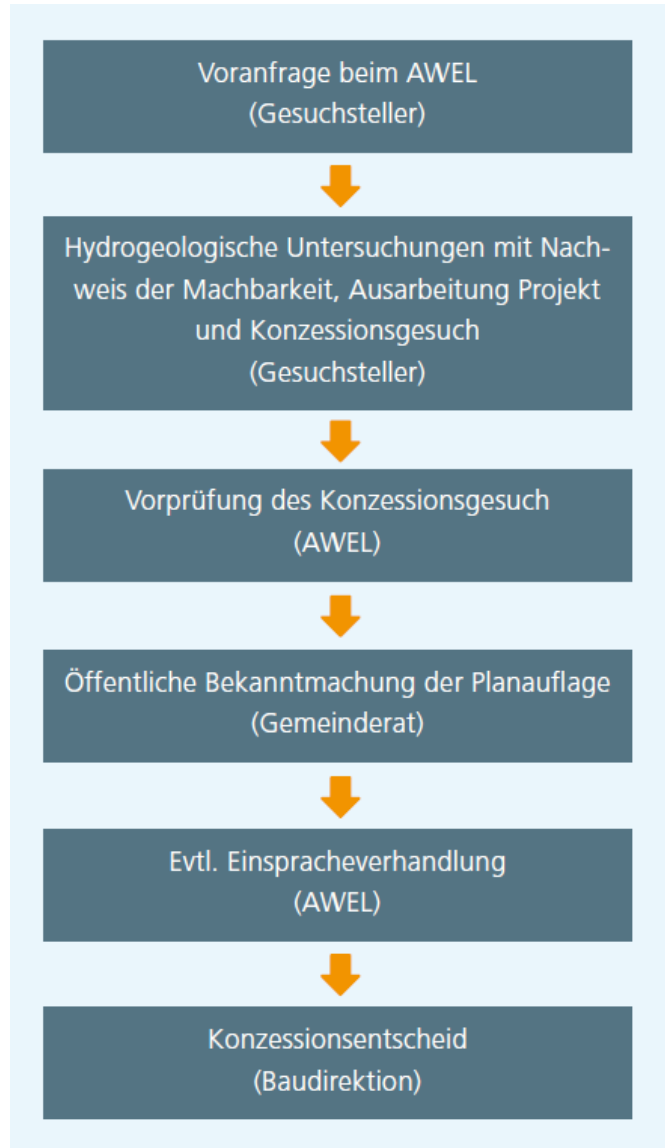 Voranfrage beim AWEL
(Gesuchsteller)
Hydrogeologische Untersuchungen mit Nach-
weis der Machbarkeit, Ausarbeitung Projekt
und Konzessionsgesuch
(Gesuchsteller)
Vorprüfung des Konzessionsgesuch
(AWEL)
Öffentliche Bekanntmachung der Planauflage
(Gemeinderat)
Evtl. Einspracheverhandlung
(AWEL)
Konzessionsentscheid
(Baudirektion)